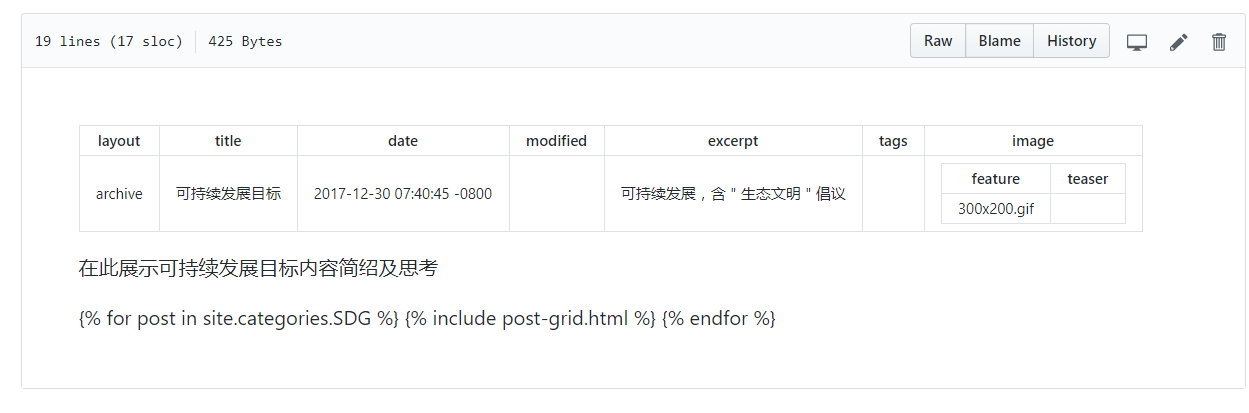 19 lines (17 sloc) 425 Bytes Raw Blame History
layout title date modified excerpt tags image
archive 可持续发展目标 2017-12-30 07:40:45 -0800 可持续发展，含 " 生态文明 " 倡议
feature teaser
300x200.gif
在此展示可持续发展目标内容简绍及思考
{% for post in site.categories.SDG %} {% include post-grid.html %} {% endfor %}